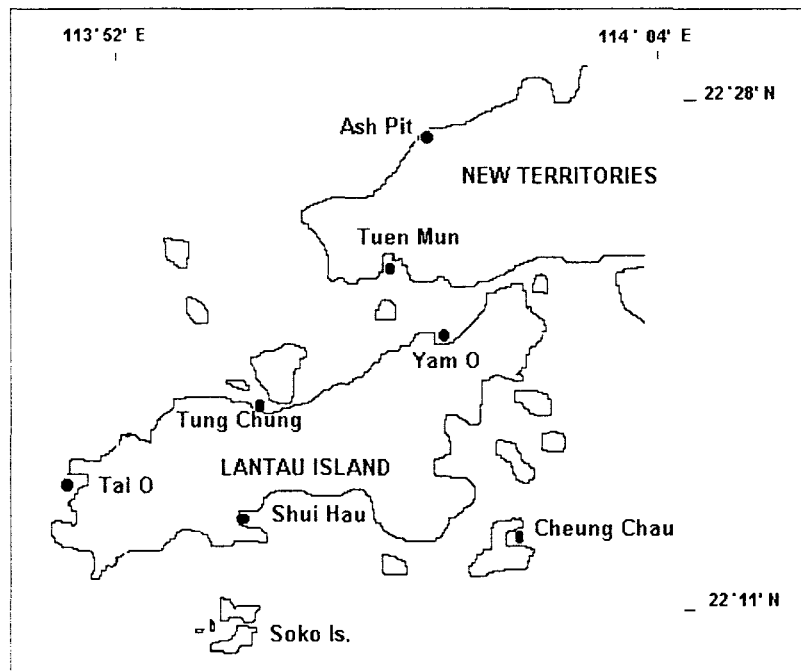 113°52' E
114° 04' E
22°28' N
Ash Pit
NEW TERRITORIES
Tuen Mun
Yam O
Tung Chung
LANTAU ISLAND
Tai O
Shui Hau
Cheung Chau
22°11' N
Soko Is.